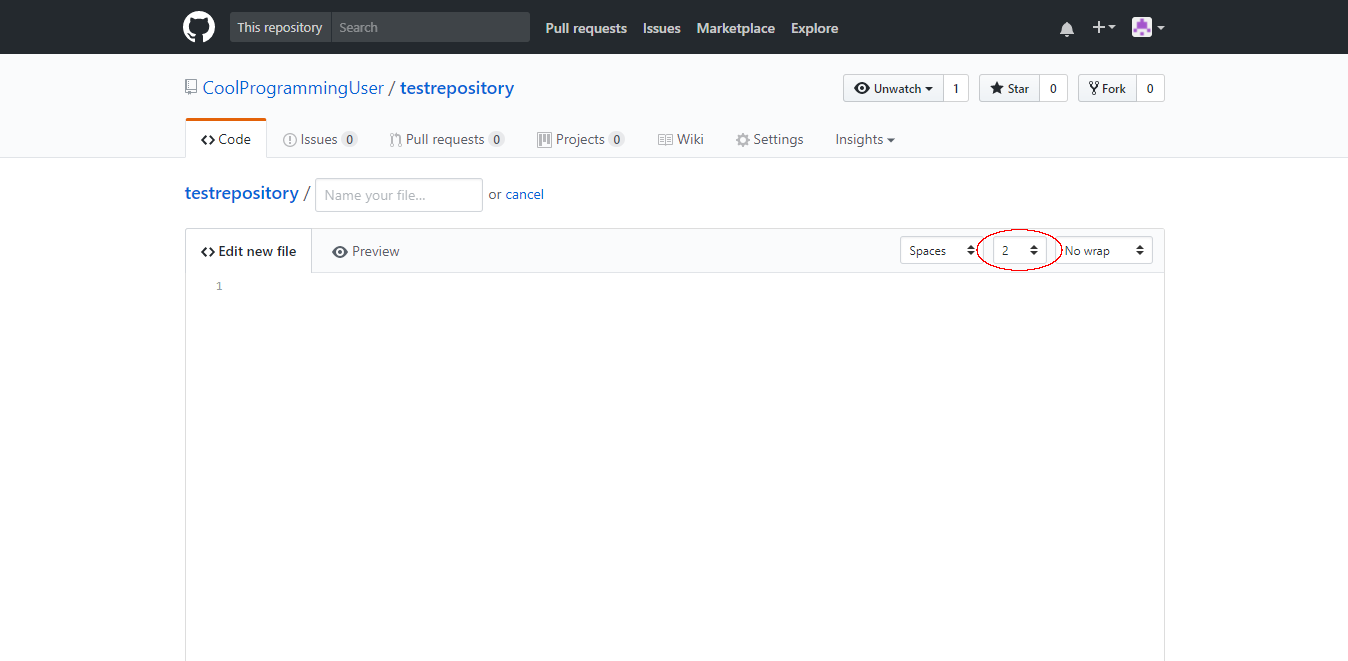 This repository Search Pull requests Issues Marketplace Explore
CoolProgrammingUser / testrepository Unwatch 1 Star 0 Fork 0
Code Issues 0 Pull requests 0 Projects 0 Wiki Settings Insights
testrepository / Name your file... or cancel
Edit new file Preview Spaces 2 No wrap
1